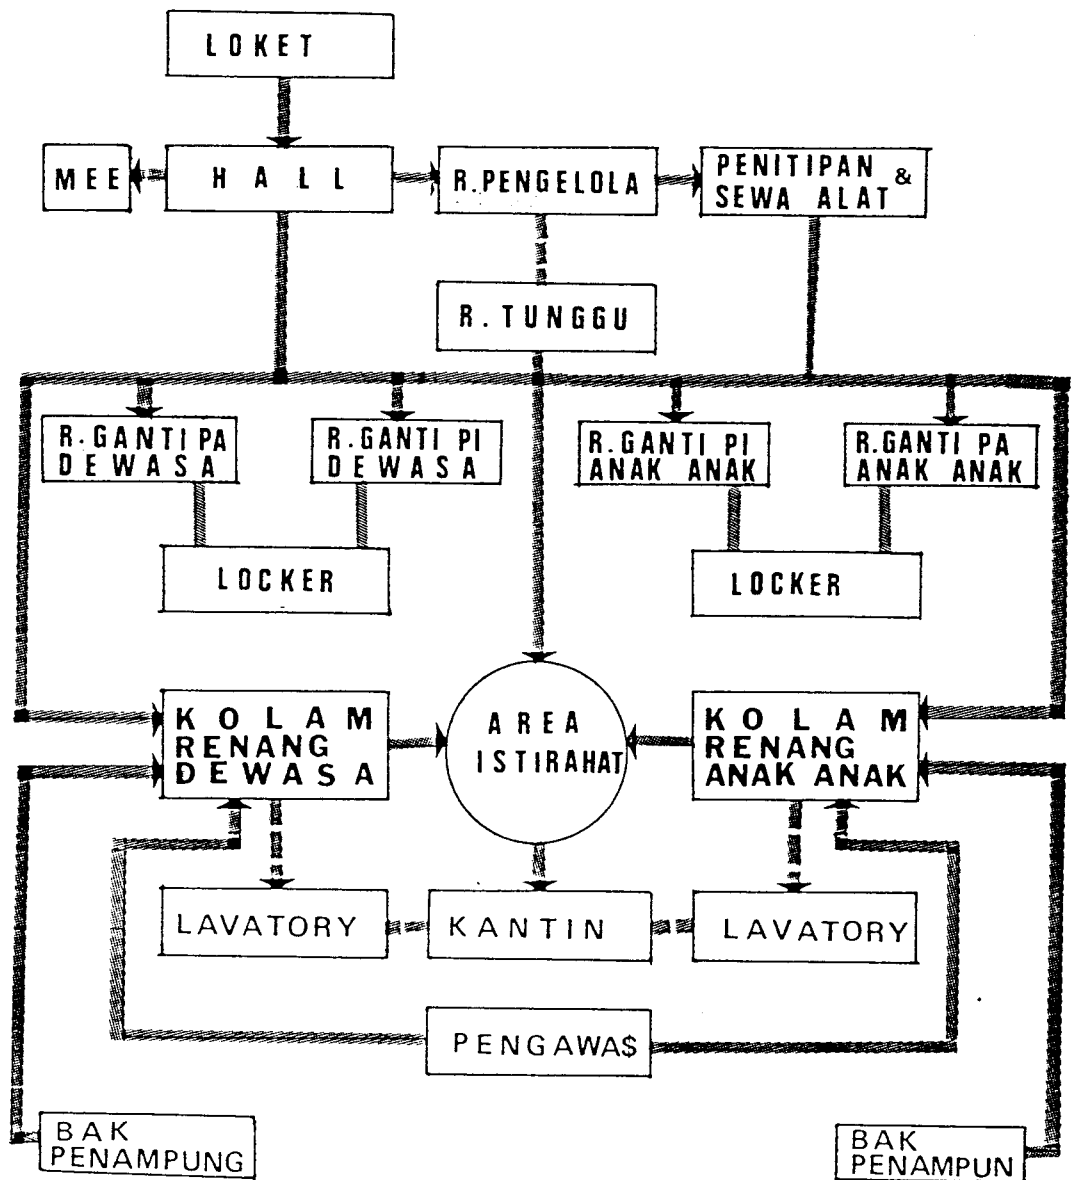 LOKET
MEE
HALL
R.PENGELOLA
PENITIPAN &
SEWA ALAT
R. TUNGGU
R.GANTI PA
DEWASA
R.GANTI PI
DEWASA
R.GANTI PI
ANAK ANAK
R.GANTI PA
ANAK ANAK
LOCKER
LOCKER
KOLAM
RENANG
DEWASA
AREA
ISTIRAHAT
KOLAM
RENANG
ANAK ANAK
LAVATORY
KANTIN
LAVATORY
PENGAWAS
BAK
PENAMPUNG
BAK
PENAMPUN